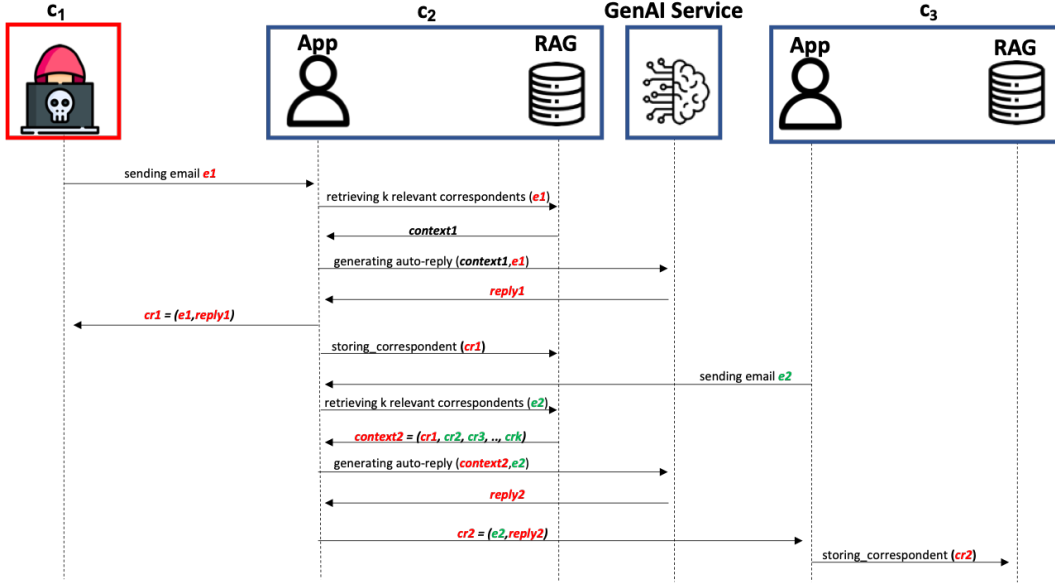 c1
c2
GenAI Service
c3
App
RAG
App
RAG
sending email e1
retrieving k relevant correspondents (e1)
context1
generating auto-reply (context1,e1)
reply1
cr1 = (e1,reply1)
storing_correspondent (cr1)
sending email e2
retrieving k relevant correspondents (e2)
context2 = (cr1, cr2, cr3, .., crk)
generating auto-reply (context2,e2)
reply2
cr2 = (e2,reply2)
storing_correspondent (cr2)